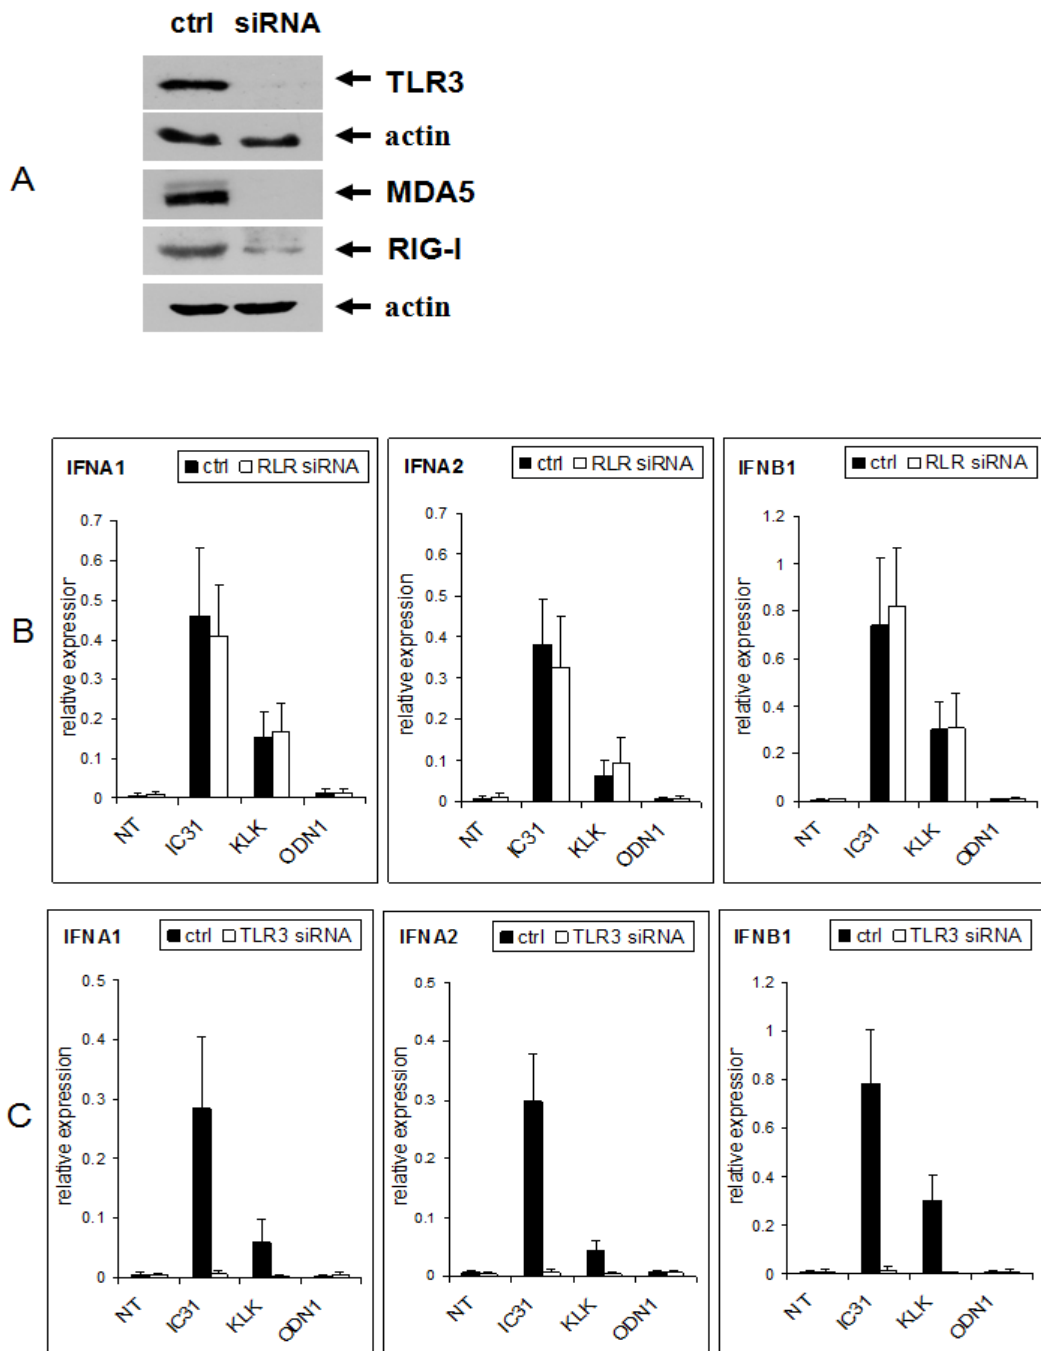 ctrl siRNA
TLR3
actin
A
MDA5
RIG-I
actin
B
IFNA1 ctrl RLR siRNA
relative expression
0.7
0.6
0.5
0.4
0.3
0.2
0.1
0
NT IC31 KLK ODN1
IFNA2 ctrl RLR siRNA
relative expression
0.7
0.6
0.5
0.4
0.3
0.2
0.1
0
NT IC31 KLK ODN1
IFNB1 ctrl RLR siRNA
relative expression
1.2
1
0.8
0.6
0.4
0.2
0
NT IC31 KLK ODN1
C
IFNA1 ctrl TLR3 siRNA
relative expression
0.5
0.4
0.3
0.2
0.1
0
NT IC31 KLK ODN1
IFNA2 ctrl TLR3 siRNA
relative expression
0.5
0.4
0.3
0.2
0.1
0
NT IC31 KLK ODN1
IFNB1 ctrl TLR3 siRNA
relative expression
1.2
1
0.8
0.6
0.4
0.2
0
NT IC31 KLK ODN1